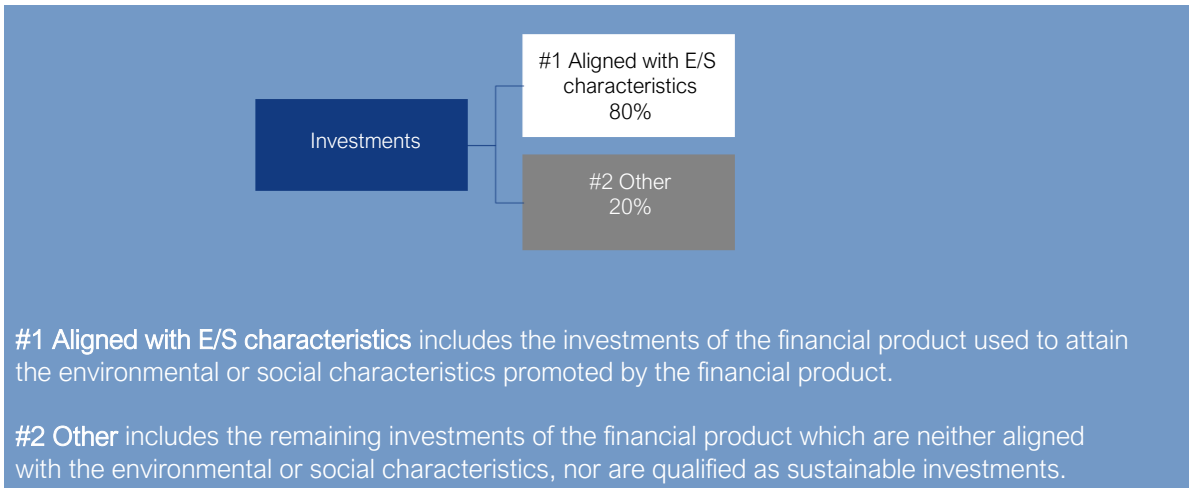 #1 Aligned with E/S
characteristics
80%
Investments
#2 Other
20%
#1 Aligned with E/S characteristics includes the investments of the financial product used to attain
the environmental or social characteristics promoted by the financial product.
#2 Other includes the remaining investments of the financial product which are neither aligned
with the environmental or social characteristics, nor are qualified as sustainable investments.